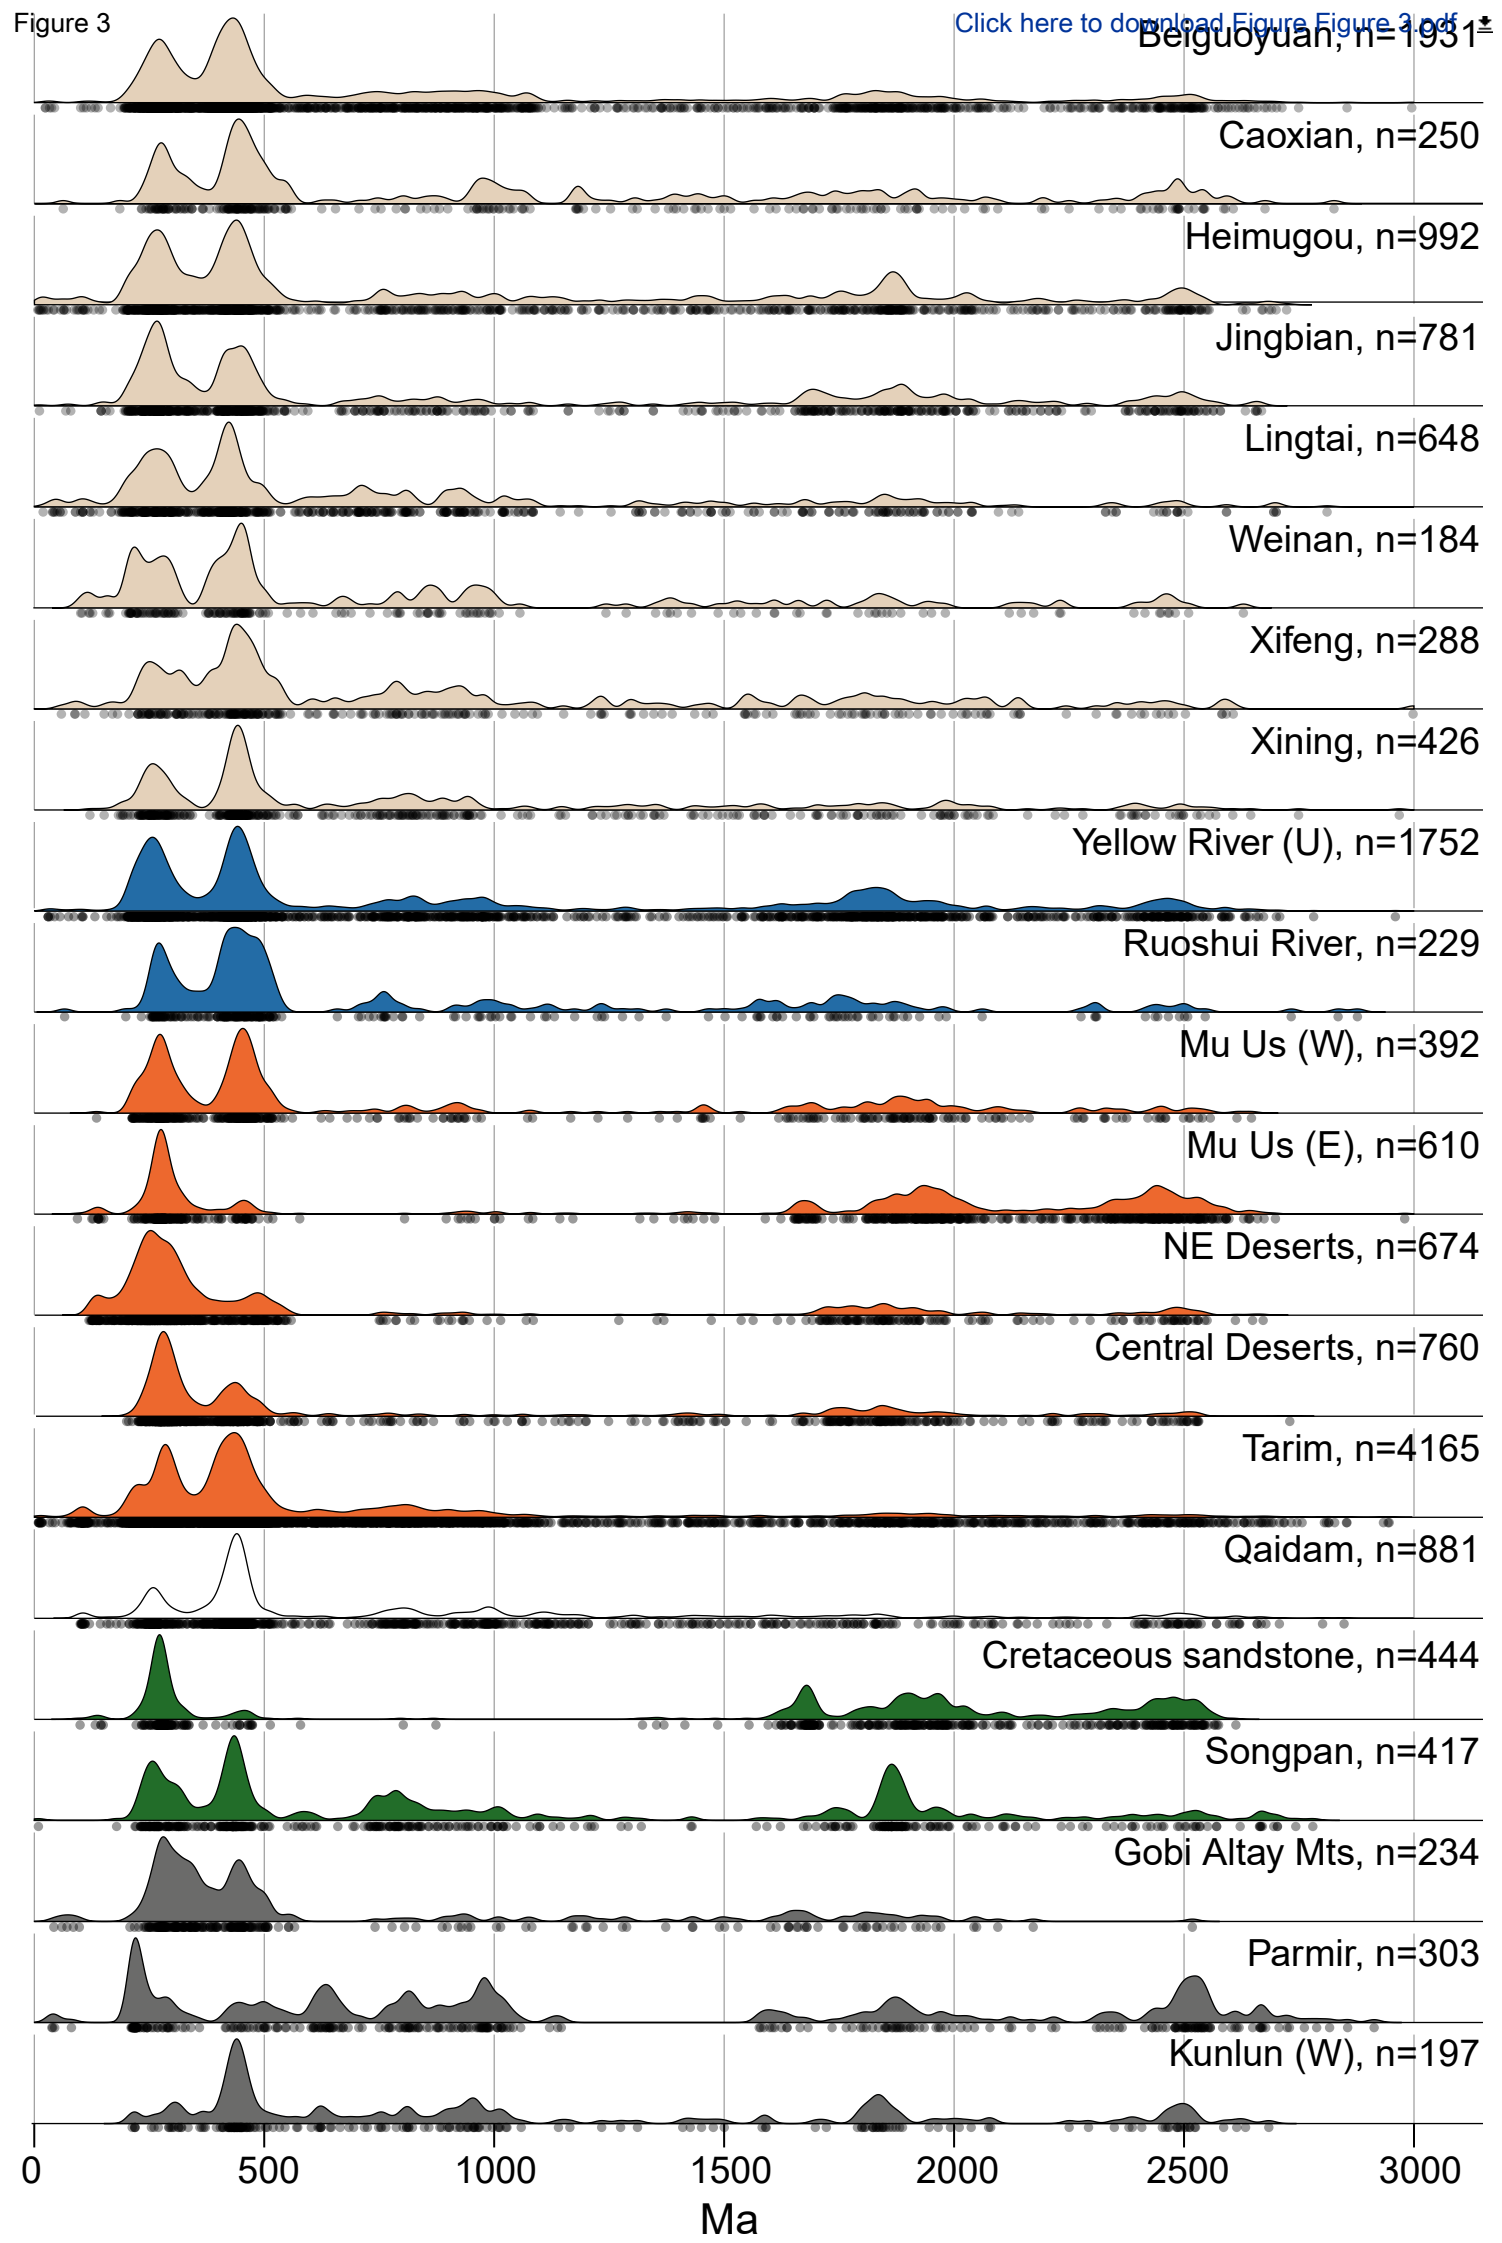 Figure 3
Click here to download Figure Figure 3.pdf
Beiguoyuan, n=1931
Caoxian, n=250
Heimugou, n=992
Jingbian, n=781
Lingtai, n=648
Weinan, n=184
Xifeng, n=288
Xining, n=426
Yellow River (U), n=1752
Ruoshui River, n=229
Mu Us (W), n=392
Mu Us (E), n=610
NE Deserts, n=674
Central Deserts, n=760
Tarim, n=4165
Qaidam, n=881
Cretaceous sandstone, n=444
Songpan, n=417
Gobi Altay Mts, n=234
Parmir, n=303
Kunlun (W), n=197
0 500 1000 1500 2000 2500 3000
Ma